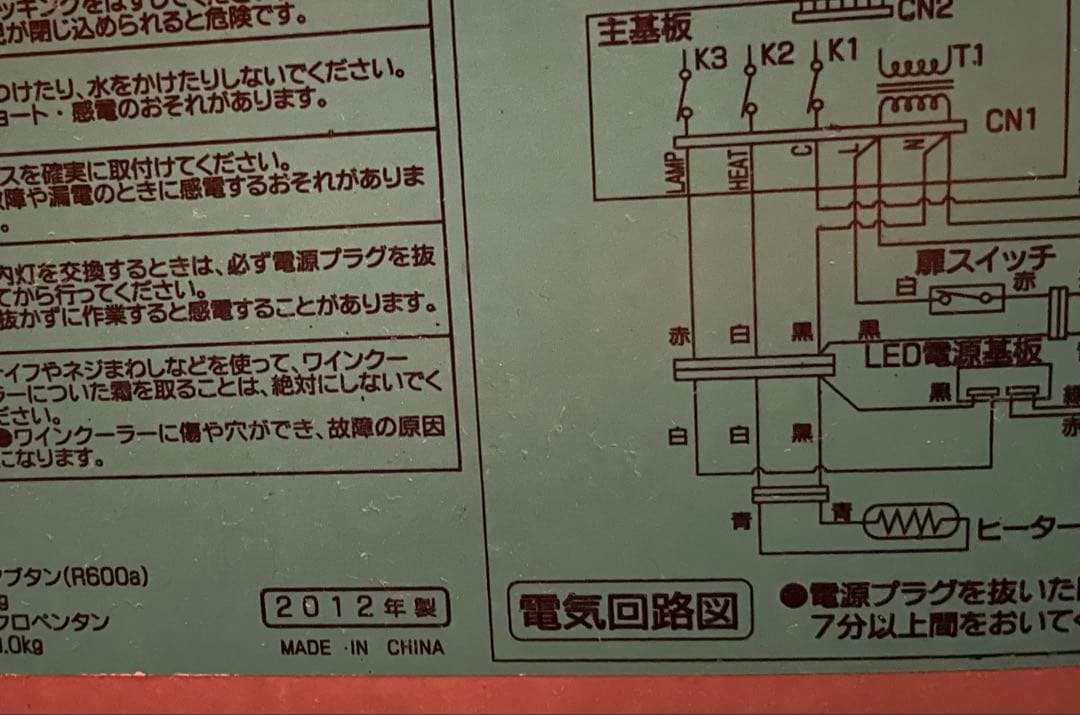 ッキングをはずしてください。
が閉じ込められると危険です。
つけたり、水をかけたりしないでください。
ョート・感電のおそれがあります。
スを確実に取付けてください。
故障や漏電のときに感電するおそれがありま
。
内灯を交換するときは、必ず電源プラグを抜
てから行ってください。
抜かずに作業すると感電することがあります。
イフやネジまわしなどを使って、ワインクー
ラーについた霜を取ることは、絶対にしないでく
ださい。
●ワインクーラーに傷や穴ができ、故障の原因
になります。
ブタン(R600a)
g
クロペンタン
.0kg
2012年製
MADE IN CHINA
主基板
CN2
K3
K2
K1
T.1
CN1
LAMP
HEAT
C
L
N
扉スイッチ
白
赤
赤
白
黒
黒
LED電源基板
黒
赤
白
白
黒
青
青
ヒーター
電気回路図
●電源プラグを抜いた
7分以上間をおいてく